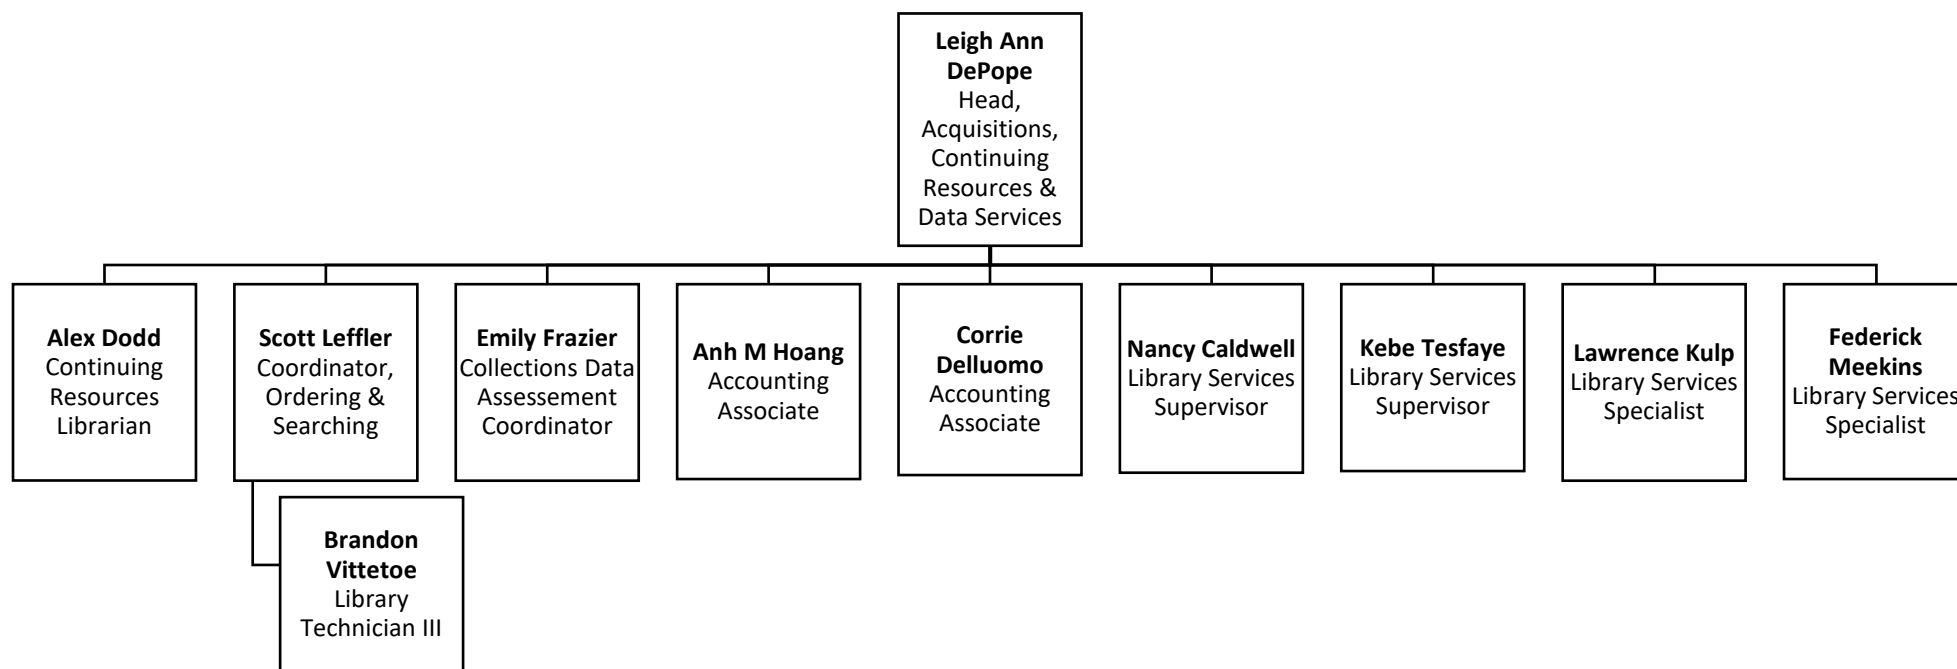 Leigh Ann
DePope
Head,
Acquisitions,
Continuing
Resources &
Data Services
Alex Dodd
Continuing
Resources
Librarian
Scott Leffler
Coordinator,
Ordering &
Searching
Emily Frazier
Collections Data
Assessement
Coordinator
Anh M Hoang
Accounting
Associate
Corrie
Delluomo
Accounting
Associate
Nancy Caldwell
Library Services
Supervisor
Kebe Tesfaye
Library Services
Supervisor
Lawrence Kulp
Library Services
Specialist
Federick
Meekins
Library Services
Specialist
Brandon
Vittetoe
Library
Technician III